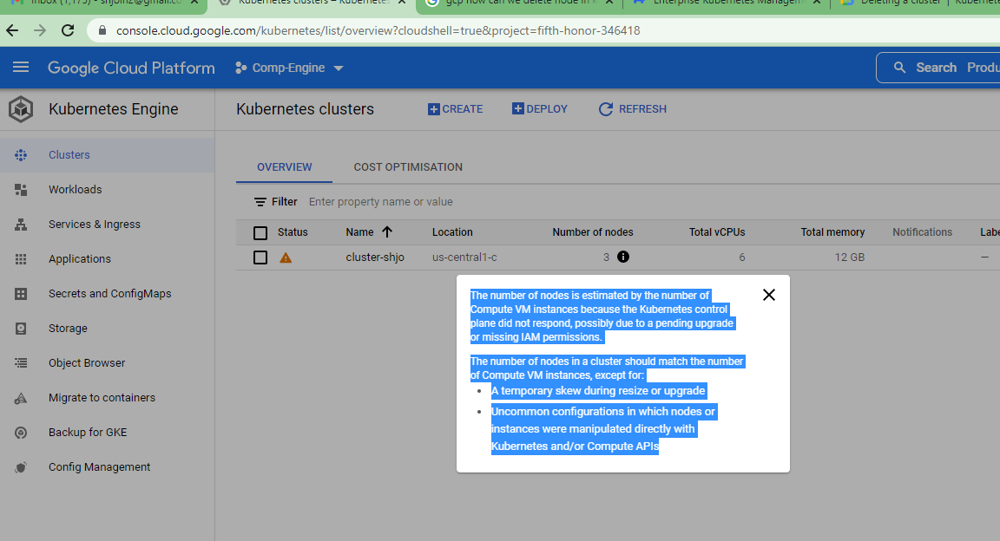 Inbox (1,175) - shjoinz@gmail.co
Kubernetes clusters – Kubernetes
gcp how can we delete node in k
Enterprise Kubernetes Managem
Deleting a cluster | Kubernete
console.cloud.google.com/kubernetes/list/overview?cloudshell=true&project=fifth-honor-346418
Google Cloud Platform
Comp-Engine
Search Produ
Kubernetes Engine
Kubernetes clusters
CREATE
DEPLOY
REFRESH
Clusters
Workloads
Services & Ingress
Applications
Secrets and ConfigMaps
Storage
Object Browser
Migrate to containers
Backup for GKE
Config Management
OVERVIEW
COST OPTIMISATION
Filter Enter property name or value
Status Name Location Number of nodes Total vCPUs Total memory Notifications Labe
cluster-shjo us-central1-c 3 6 12 GB —
The number of nodes is estimated by the number of
Compute VM instances because the Kubernetes control
plane did not respond, possibly due to a pending upgrade
or missing IAM permissions.
The number of nodes in a cluster should match the number
of Compute VM instances, except for:
• A temporary skew during resize or upgrade
• Uncommon configurations in which nodes or
instances were manipulated directly with
Kubernetes and/or Compute APIs